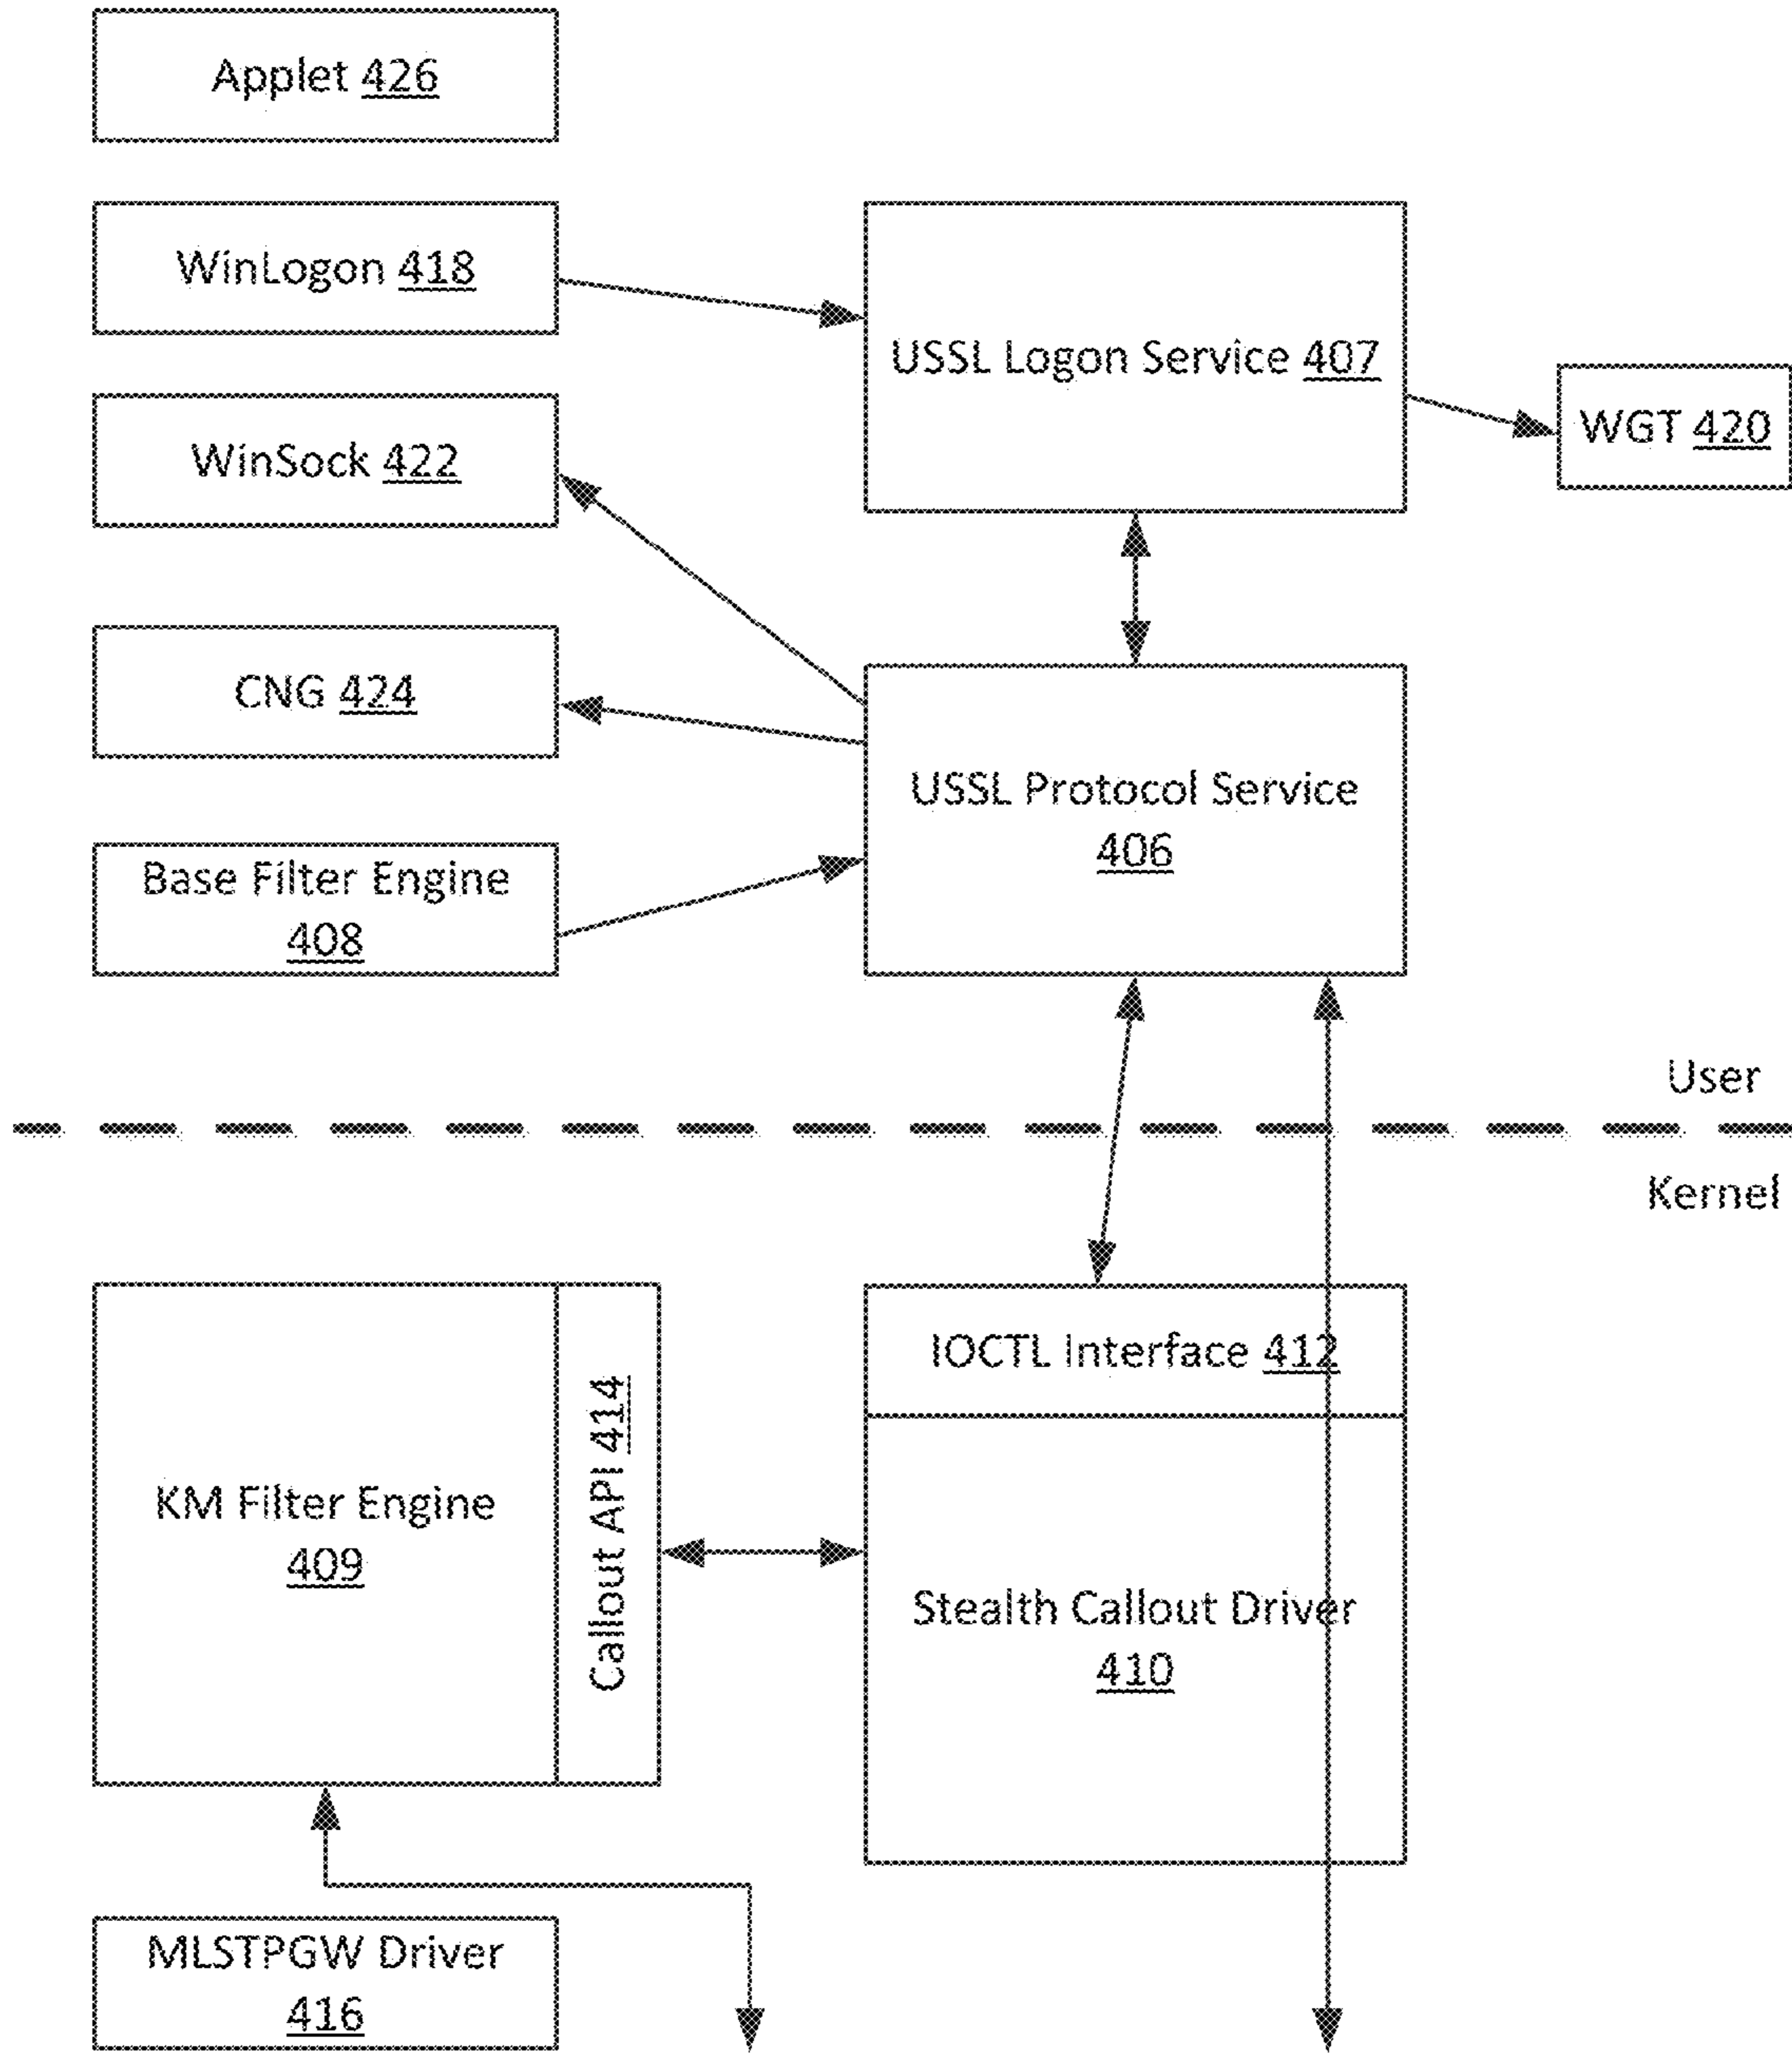 Applet 426
WinLogon 418
USSL Logon Service 407
WGT 420
WinSock 422
CNG 424
USSL Protocol Service
406
Base Filter Engine
408
User
Kernel
IOCTL Interface 412
KM Filter Engine
409
Callout API 414
Stealth Callout Driver
410
MLSTPGW Driver
416